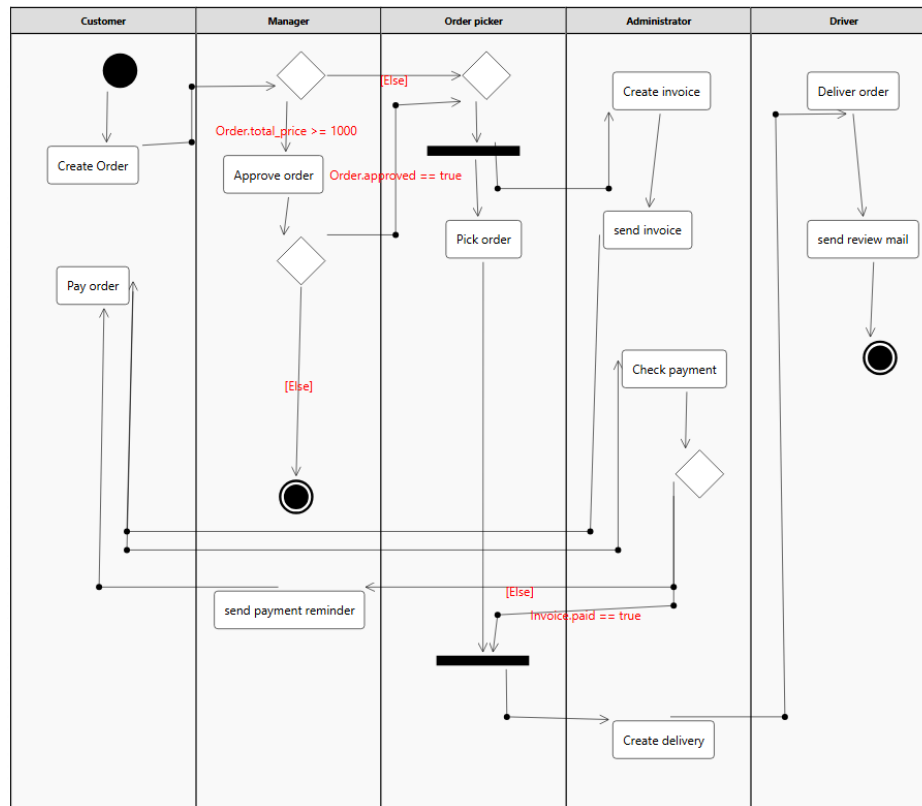 Customer
Manager
Order picker
Administrator
Driver
[Else]
Create invoice
Deliver order
Order.total_price >= 1000
Create Order
Approve order
Order.approved == true
Pick order
send invoice
send review mail
Pay order
Check payment
[Else]
[Else]
send payment reminder
Invoice.paid == true
Create delivery